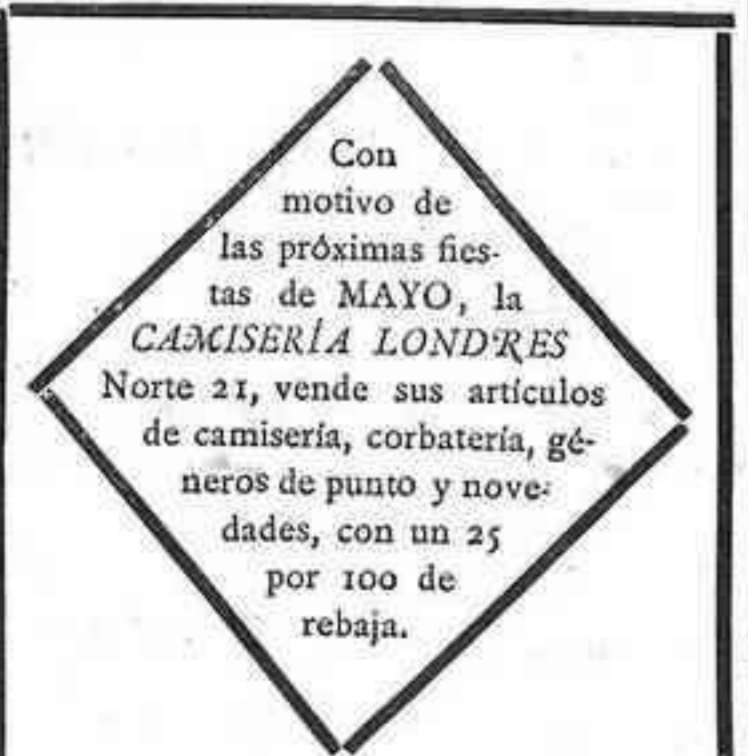 Con
motivo de
las próximas fies-
tas de MAYO, la
CAMISERÍA LONDRES
Norte 21, vende sus artículos
de camisería, corbatería, gé-
neros de punto y nove-
dades, con un 25
por 100 de
rebaja.